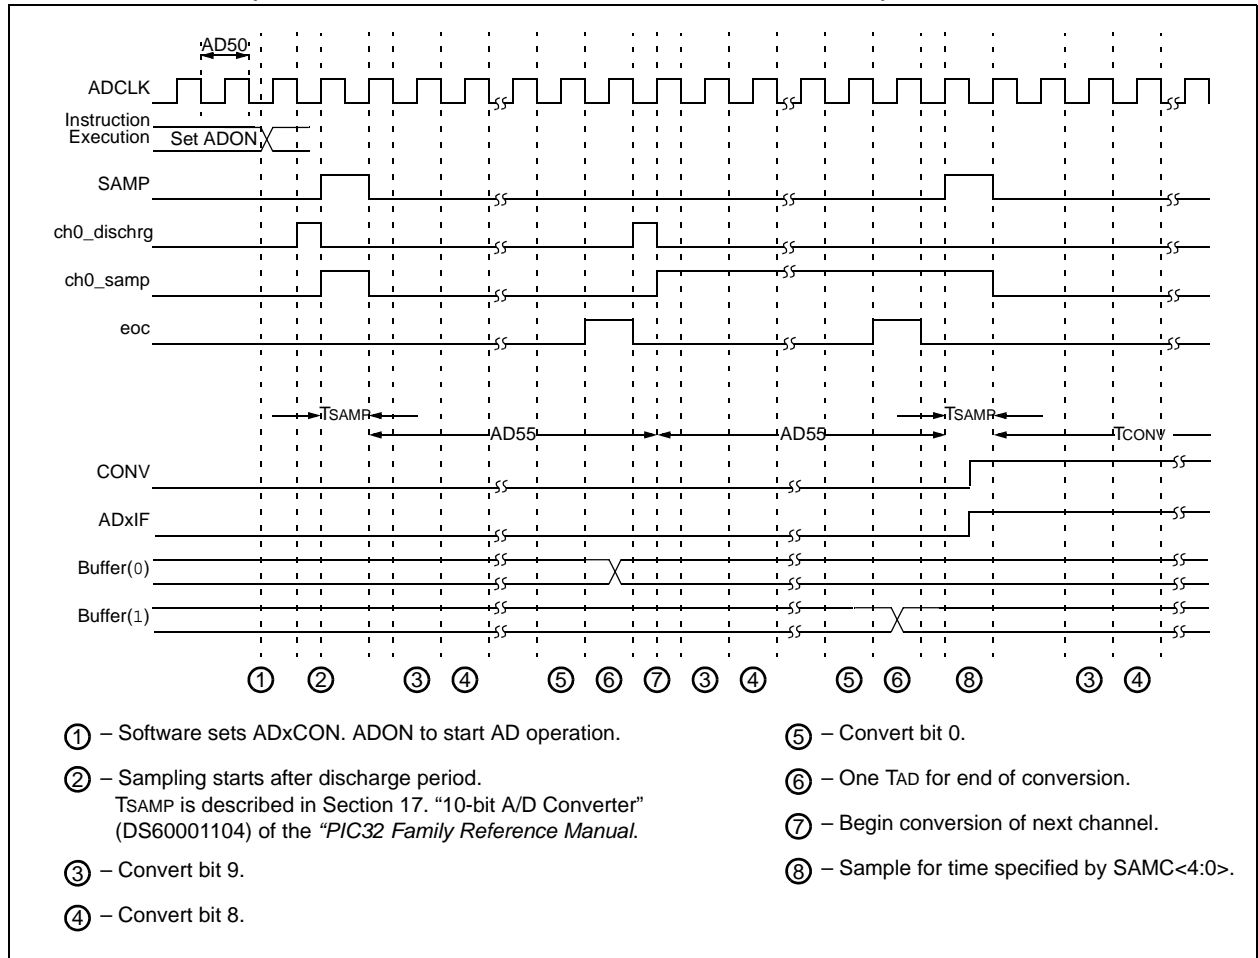 AD50
ADCLK
Instruction
Execution
Set ADON
SAMP
ch0_dischrg
ch0_samp
eoc
TSAMP
TSAMP
AD55
AD55
TCONV
CONV
ADxIF
Buffer(0)
Buffer(1)
1 2 3 4 5 6 7 3 4 5 6 8 3 4
1 – Software sets ADxCON. ADON to start AD operation.
2 – Sampling starts after discharge period.
TSAMP is described in Section 17. “10-bit A/D Converter”
(DS60001104) of the “PIC32 Family Reference Manual.
3 – Convert bit 9.
4 – Convert bit 8.
5 – Convert bit 0.
6 – One TAD for end of conversion.
7 – Begin conversion of next channel.
8 – Sample for time specified by SAMC<4:0>.